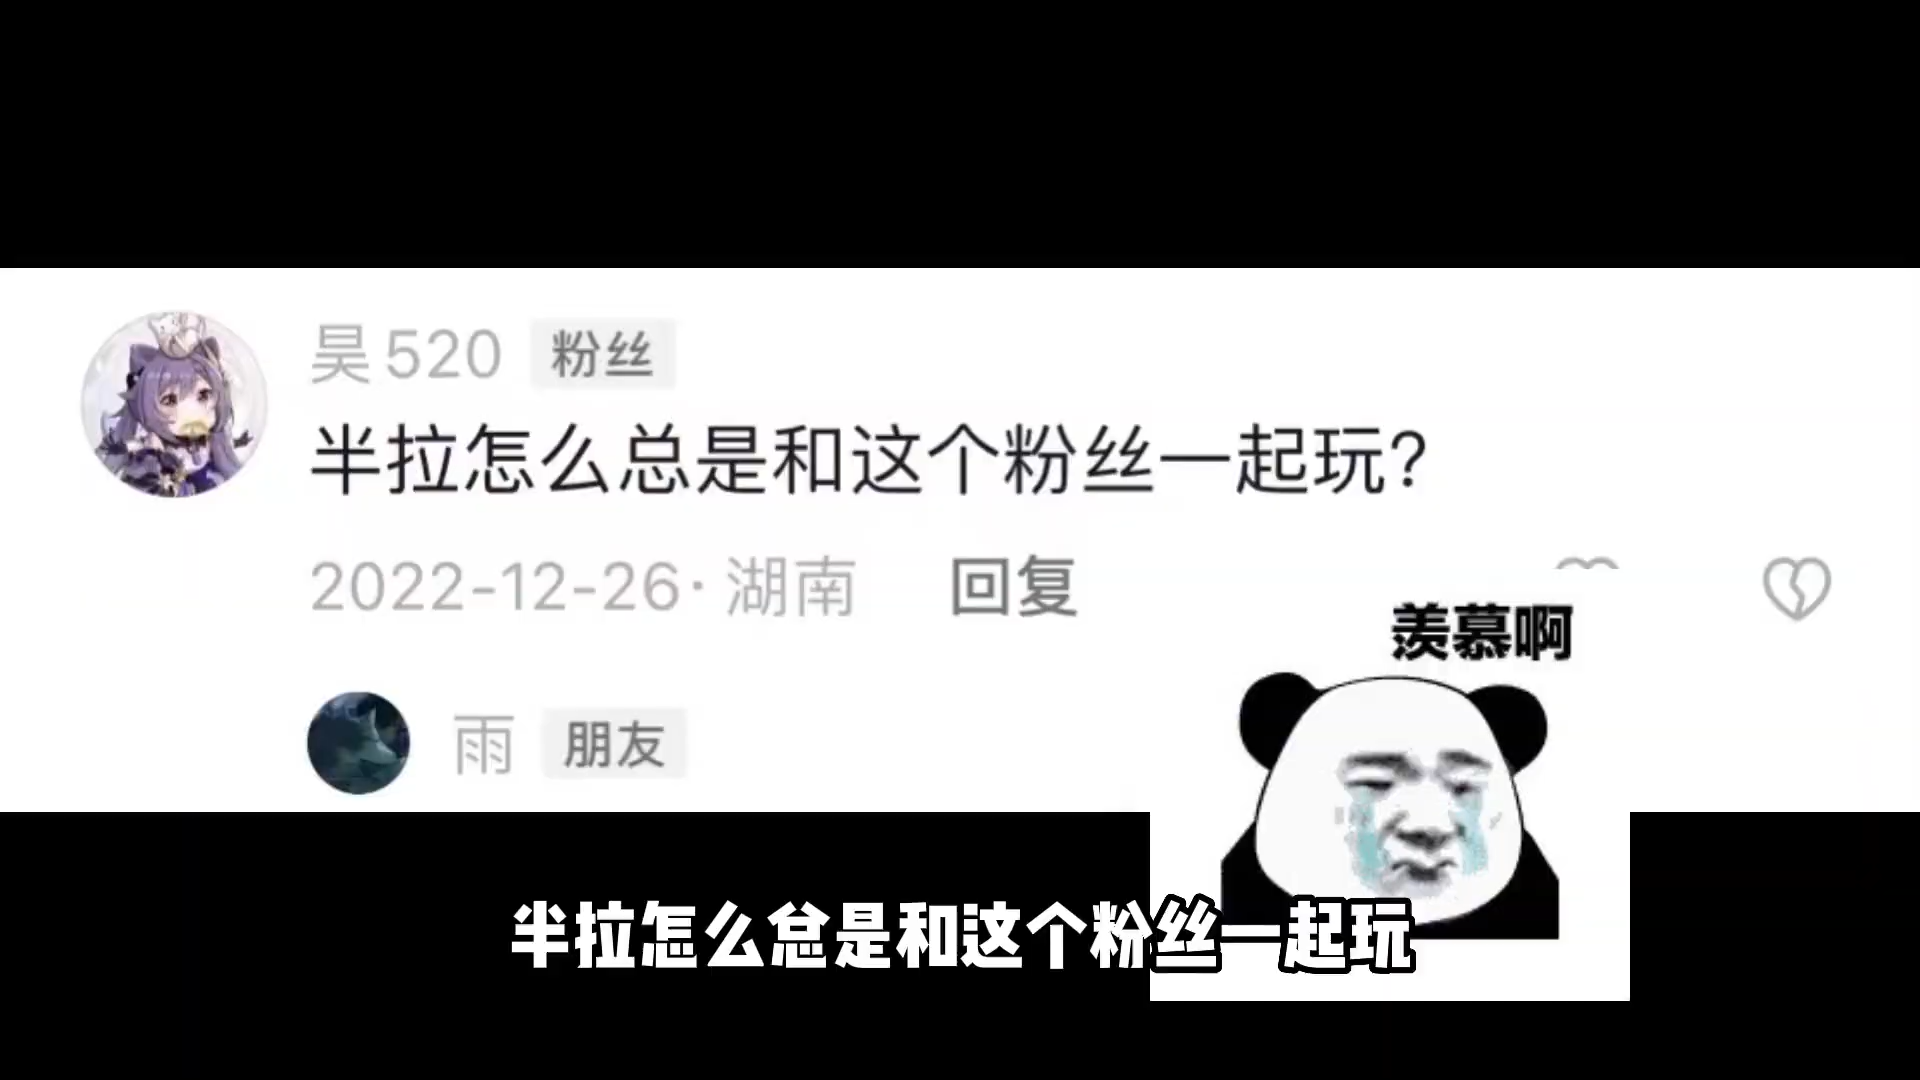 昊520 粉丝
半拉怎么总是和这个粉丝一起玩?
2022-12-26·湖南 回复
羡慕啊
雨 朋友
半拉怎么总是和这个粉丝一起玩